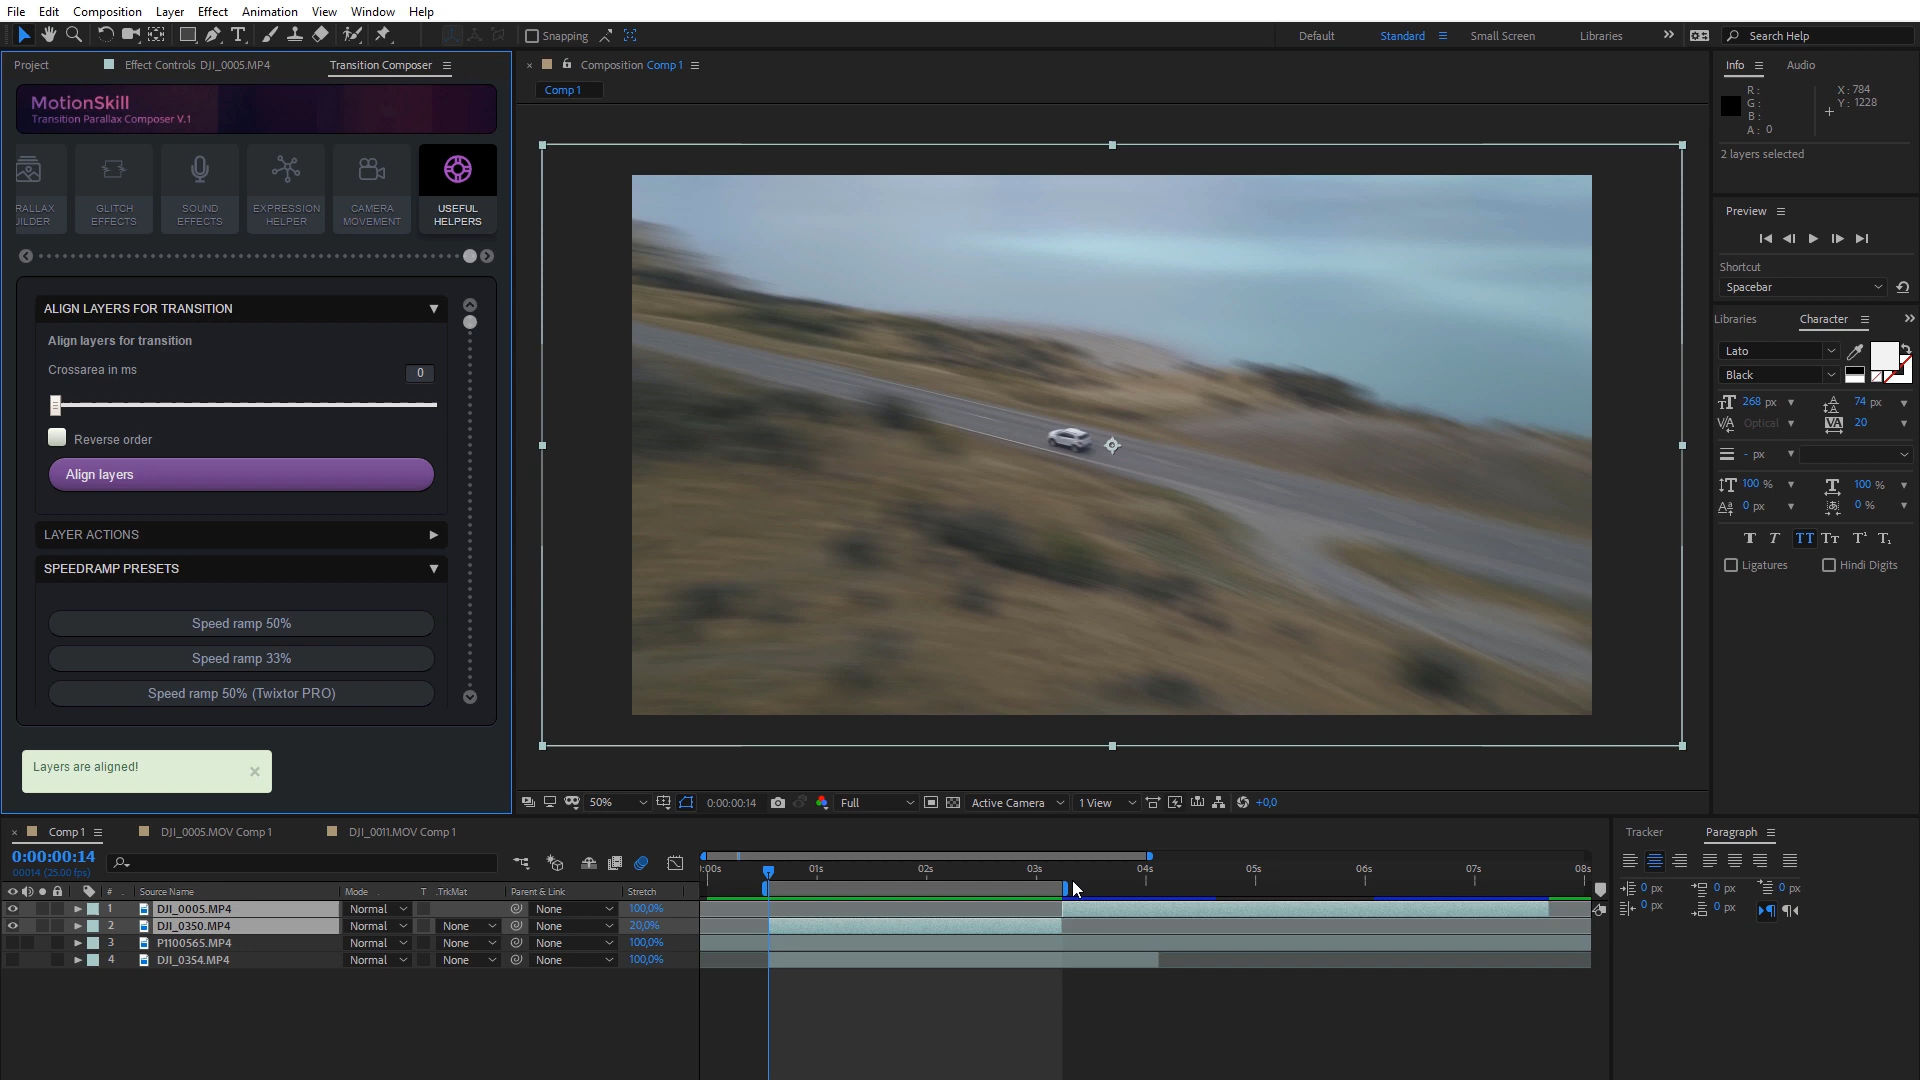 File Edit Composition Layer Effect Animation View Window Help
Snapping
Default Standard Small Screen Libraries Search Help
Project Effect Controls DJI_0005.MP4 Transition Composer
MotionSkill
Transition Parallax Composer V.1
RALLAX
UILDER
GLITCH
EFFECTS
SOUND
EFFECTS
EXPRESSION
HELPER
CAMERA
MOVEMENT
USEFUL
HELPERS
ALIGN LAYERS FOR TRANSITION
Align layers for transition
Crossarea in ms 0
Reverse order
Align layers
LAYER ACTIONS
SPEEDRAMP PRESETS
Speed ramp 50%
Speed ramp 33%
Speed ramp 50% (Twixtor PRO)
Layers are aligned!
Composition Comp 1
Comp 1
50% 0:00:00:14 Full Active Camera 1 View +0,0
Info Audio
R :
G :
B :
A : 0
X : 784
Y : 1228
2 layers selected
Preview
Shortcut
Spacebar
Libraries Character
Lato
Black
268 px 74 px
Optical 20
- px
100 % 100 %
0 px 0 %
Ligatures Hindi Digits
Comp 1 DJI_0005.MOV Comp 1 DJI_0011.MOV Comp 1
0:00:00:14
00014 (25.00 fps)
# Source Name Mode T .TrkMat Parent & Link Stretch
1 DJI_0005.MP4 Normal None 100,0%
2 DJI_0350.MP4 Normal None None 20,0%
3 P1100565.MP4 Normal None None 100,0%
4 DJI_0354.MP4 Normal None None 100,0%
):00s 01s 02s 03s 04s 05s 06s 07s 08s
Tracker Paragraph
0 px 0 px 0 px
0 px 0 px